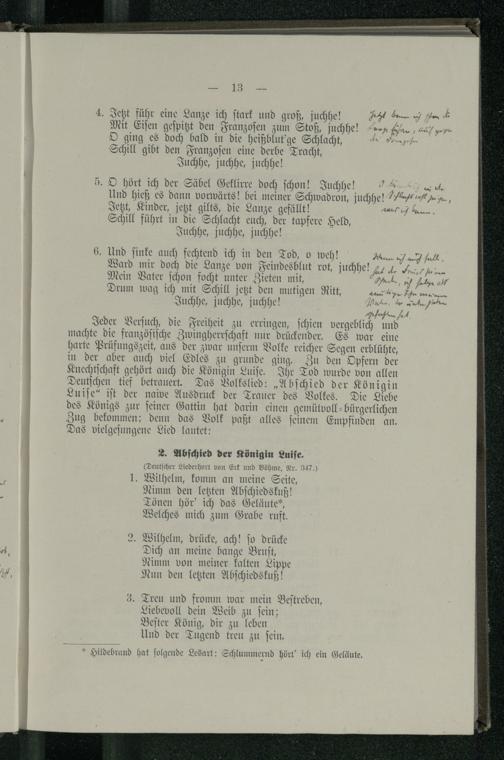 — 13 —
4. Jetzt führ eine Lanze ich stark und groß, juchhe!
Mit Eisen gespitzt den Franzosen zum Stoß, juchhe!
O ging es doch bald in die heißblut'ge Schlacht,
Schill gibt den Franzosen eine derbe Tracht,
Juchhe, juchhe, juchhe!
5. O hört ich der Säbel Geklirre doch schon! Juchhe!
Und hieß es dann vorwärts! bei meiner Schwadron, juchhe!
Jetzt, Kinder, jetzt gilts, die Lanze gefällt!
Schill führt in die Schlacht euch, der tapfere Held,
Juchhe, juchhe, juchhe!
6. Und sinke auch fechtend ich in den Tod, o weh!
Ward mir doch die Lanze von Feindesblut rot, juchhe!
Mein Vater schon focht unter Zieten mit,
Drum wag ich mit Schill jetzt den mutigen Ritt,
Juchhe, juchhe, juchhe!
Jeder Versuch, die Freiheit zu erringen, schien vergeblich und
machte die französische Zwingherrschaft nur drückender. Es war eine
harte Prüfungszeit, aus der zwar unserm Volke reicher Segen erblühte,
in der aber auch viel Edles zu grunde ging. Zu den Opfern der
Knechtschaft gehört auch die Königin Luise. Ihr Tod wurde von allen
Deutschen tief betrauert. Das Volkslied: „Abschied der Königin
Luise" ist der naive Ausdruck der Trauer des Volkes. Die Liebe
des Königs zur seiner Gattin hat darin einen gemütvoll-bürgerlichen
Zug bekommen; denn das Volk paßt alles seinem Empfinden an.
Das vielgesungene Lied lautet:
2. Abschied der Königin Luise.
(Deutscher Liederhort von Erk und Böhme, Nr. 347.)
1. Wilhelm, komm an meine Seite,
Nimm den letzten Abschiedskuß!
Tönen hör' ich das Geläute*,
Welches mich zum Grabe ruft.
2. Wilhelm, drücke, ach! so drücke
Dich an meine bange Brust,
Nimm von meiner kalten Lippe
Nun den letzten Abschiedskuß!
3. Treu und fromm war mein Bestreben,
Liebevoll dein Weib zu sein;
Bester König, dir zu leben
Und der Tugend treu zu sein.
* Hildebrand hat folgende Lesart: Schlummernd hört' ich ein Geläute.